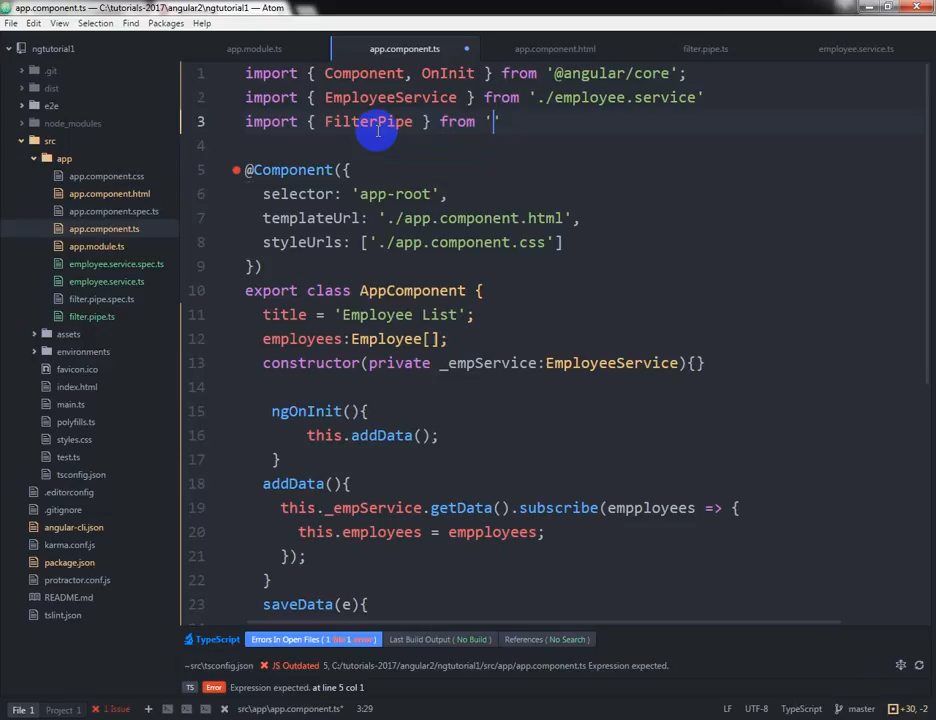 app.component.ts — C:\tutorials-2017\angular2\ngtutorial1 — Atom
File Edit View Selection Find Packages Help
ngtutorial1
app.module.ts app.component.ts app.component.html filter.pipe.ts employee.service.ts
.git
dist
e2e
node_modules
src
app
app.component.css
app.component.html
app.component.spec.ts
app.component.ts
app.module.ts
employee.service.spec.ts
employee.service.ts
filter.pipe.spec.ts
filter.pipe.ts
assets
environments
favicon.ico
index.html
main.ts
polyfills.ts
styles.css
test.ts
tsconfig.json
.editorconfig
.gitignore
angular-cli.json
karma.conf.js
package.json
protractor.conf.js
README.md
tslint.json
1 import { Component, OnInit } from '@angular/core';
2 import { EmployeeService } from './employee.service'
3 import { FilterPipe } from ''
4
5 @Component({
6 selector: 'app-root',
7 templateUrl: './app.component.html',
8 styleUrls: ['./app.component.css']
9 })
10 export class AppComponent {
11 title = 'Employee List';
12 employees:Employee[];
13 constructor(private _empService:EmployeeService){}
14
15 ngOnInit(){
16 this.addData();
17 }
18 addData(){
19 this._empService.getData().subscribe(empployees => {
20 this.employees = empployees;
21 });
22 }
23 saveData(e){
TypeScript Errors In Open Files ( 1 file 1 error ) Last Build Output ( No Build ) References ( No Search )
~src\tsconfig.json ✖ JS Outdated 5, C:/tutorials-2017/angular2/ngtutorial1/src/app/app.component.ts Expression expected.
TS Error Expression expected. at line 5 col 1
File 1 Project 1 ✖ 1 Issue + src\app\app.component.ts* 3:29 LF UTF-8 TypeScript master +30, -2